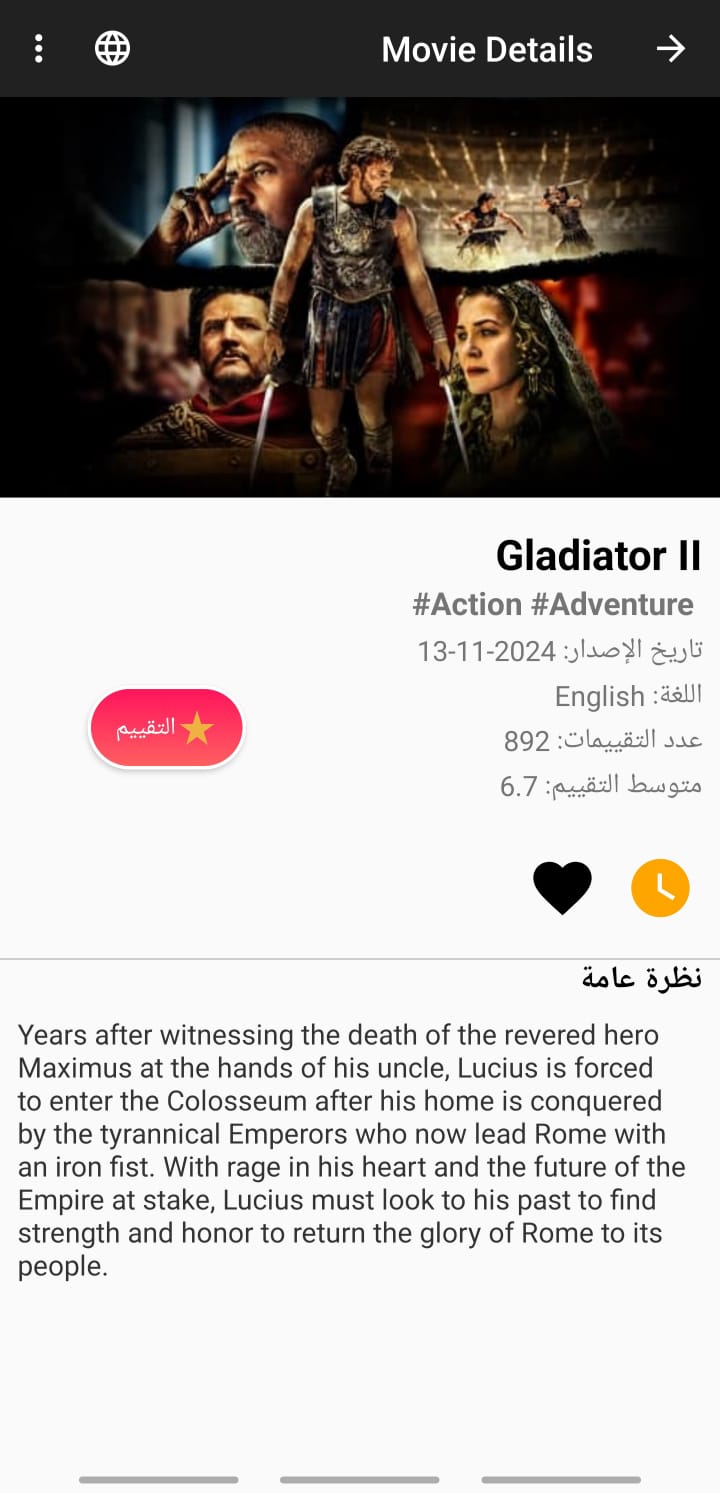 Movie Details
Gladiator II
#Action #Adventure
تاريخ الإصدار: 2024-11-13
اللغة: English
عدد التقييمات: 892
متوسط التقييم: 6.7
التقييم
نظرة عامة
Years after witnessing the death of the revered hero
Maximus at the hands of his uncle, Lucius is forced
to enter the Colosseum after his home is conquered
by the tyrannical Emperors who now lead Rome with
an iron fist. With rage in his heart and the future of the
Empire at stake, Lucius must look to his past to find
strength and honor to return the glory of Rome to its
people.